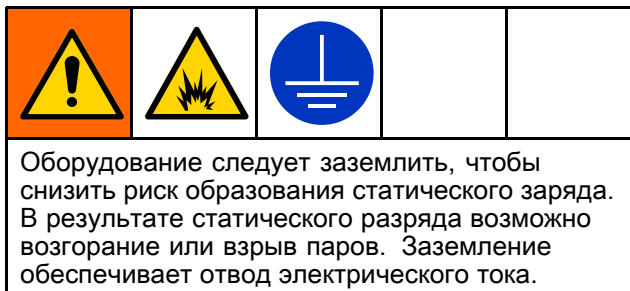 Оборудование следует заземлить, чтобы
снизить риск образования статического заряда.
В результате статического разряда возможно
возгорание или взрыв паров. Заземление
обеспечивает отвод электрического тока.